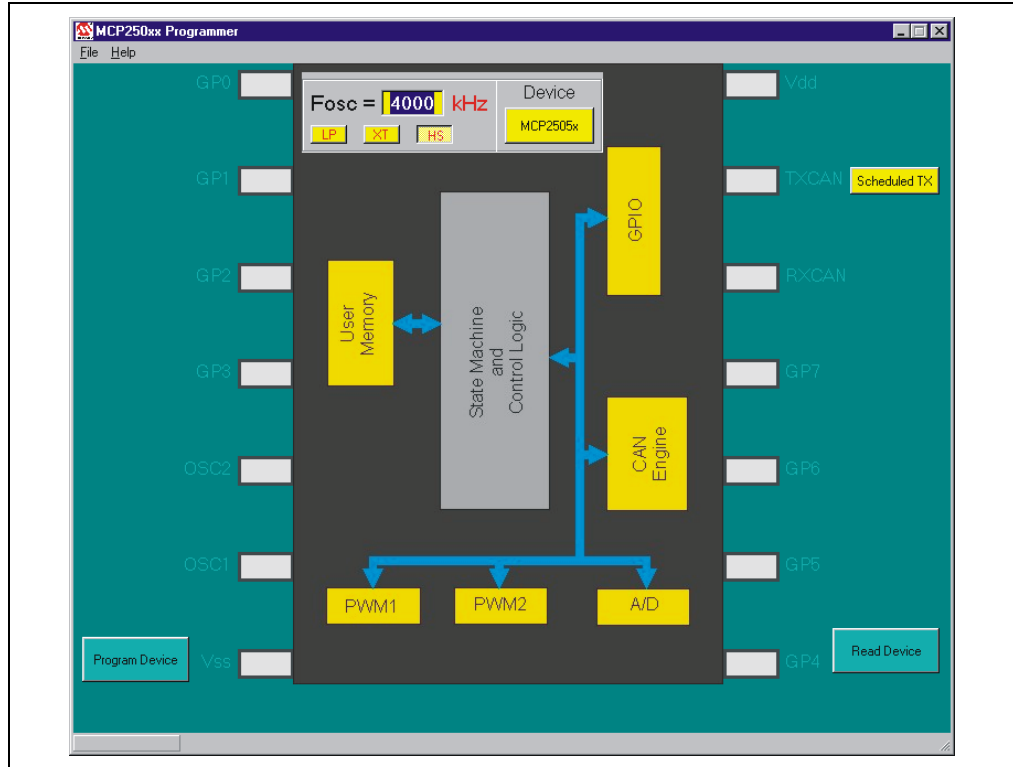 MCP250xx Programmer
File Help
Fosc = 4000 kHz
LP XT HS
Device
MCP2505x
GP0
GP1
GP2
GP3
OSC2
OSC1
Vss
Vdd
TXCAN
Scheduled TX
RXCAN
GP7
GP6
GP5
GP4
GPIO
User
Memory
State Machine
and
Control Logic
CAN
Engine
PWM1
PWM2
A/D
Program Device
Read Device